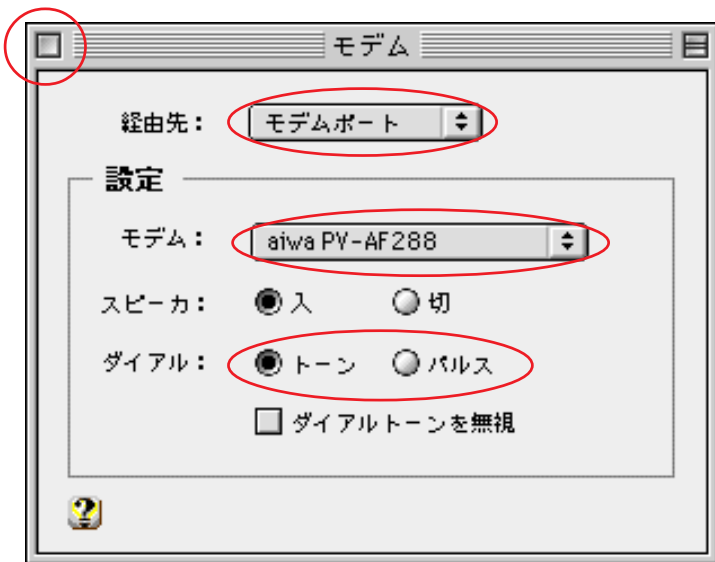 モデム
経由先： モデムポート
設定
モデム： aiwa PV-AF288
スピーカ： 入 切
ダイアル： トーン パルス
ダイアルトーンを無視